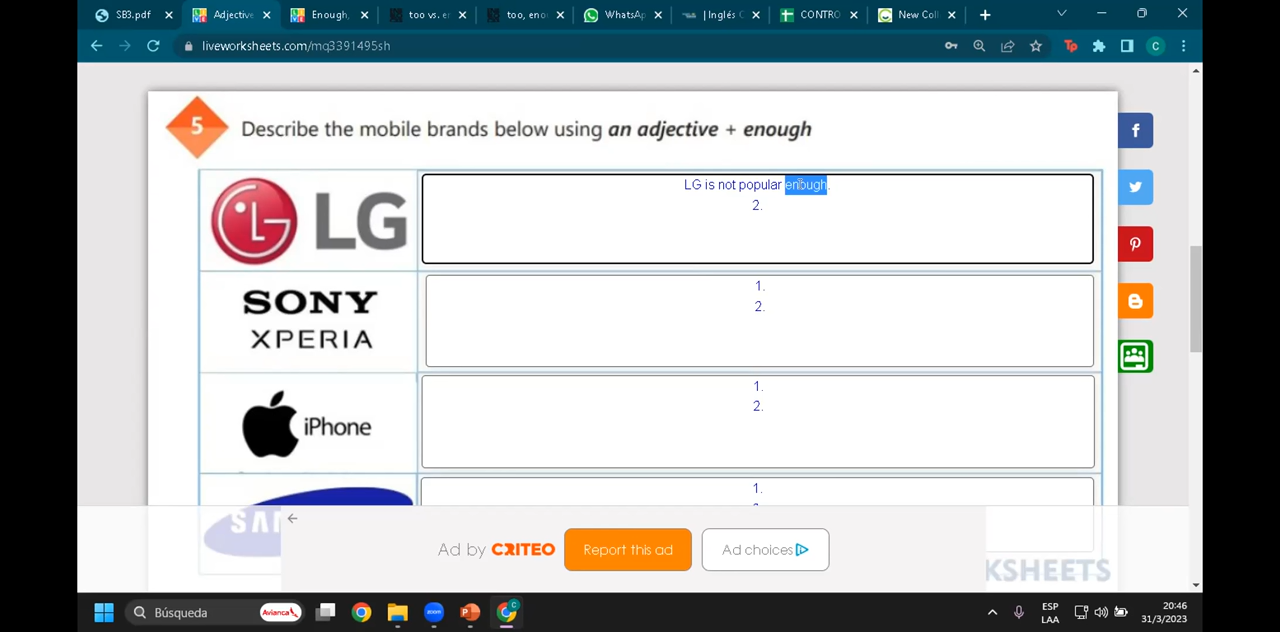 SB3.pdf
Adjective
Enough,
too vs. e
too, eno
WhatsAp
| Inglés C
CONTRO
New Coll
liveworksheets.com/mq3391495sh
5
Describe the mobile brands below using an adjective + enough
LG
LG is not popular enough.
2.
SONY
XPERIA
1.
2.
iPhone
1.
2.
SAM
1.
Ad by CRITEO
Report this ad
Ad choices
KSHEETS
Búsqueda
Avianca
zoom
ESP
LAA
20:46
31/3/2023